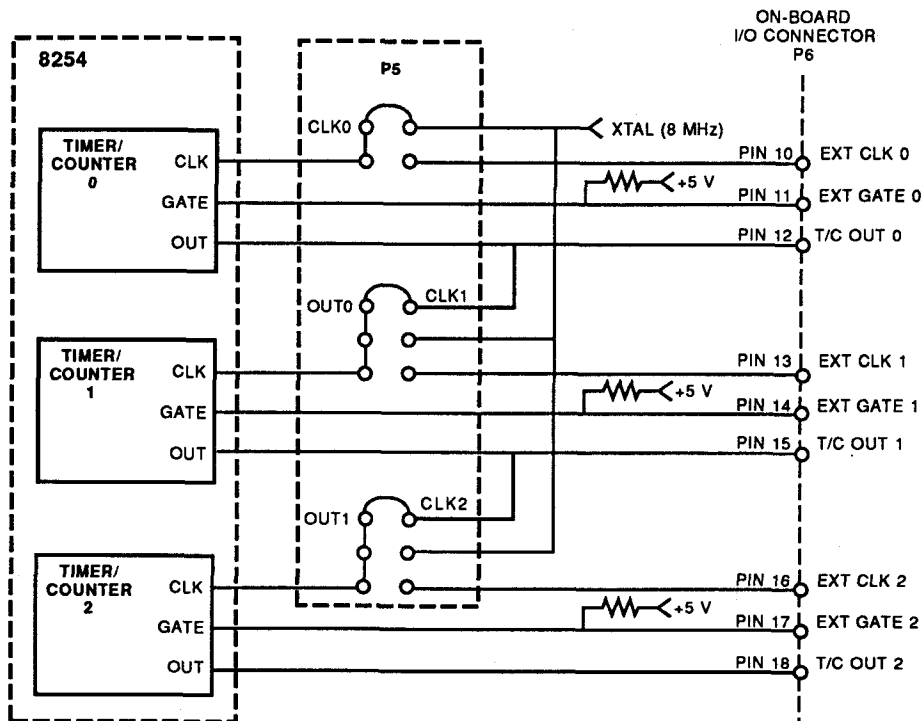 ON-BOARD
I/O CONNECTOR
P6
8254
P5
CLK0
XTAL (8 MHz)
TIMER/
COUNTER
0
CLK
PIN 10
EXT CLK 0
+5 V
GATE
PIN 11
EXT GATE 0
OUT
PIN 12
T/C OUT 0
OUT0
CLK1
TIMER/
COUNTER
1
CLK
PIN 13
EXT CLK 1
+5 V
GATE
PIN 14
EXT GATE 1
OUT
PIN 15
T/C OUT 1
OUT1
CLK2
TIMER/
COUNTER
2
CLK
PIN 16
EXT CLK 2
+5 V
GATE
PIN 17
EXT GATE 2
OUT
PIN 18
T/C OUT 2